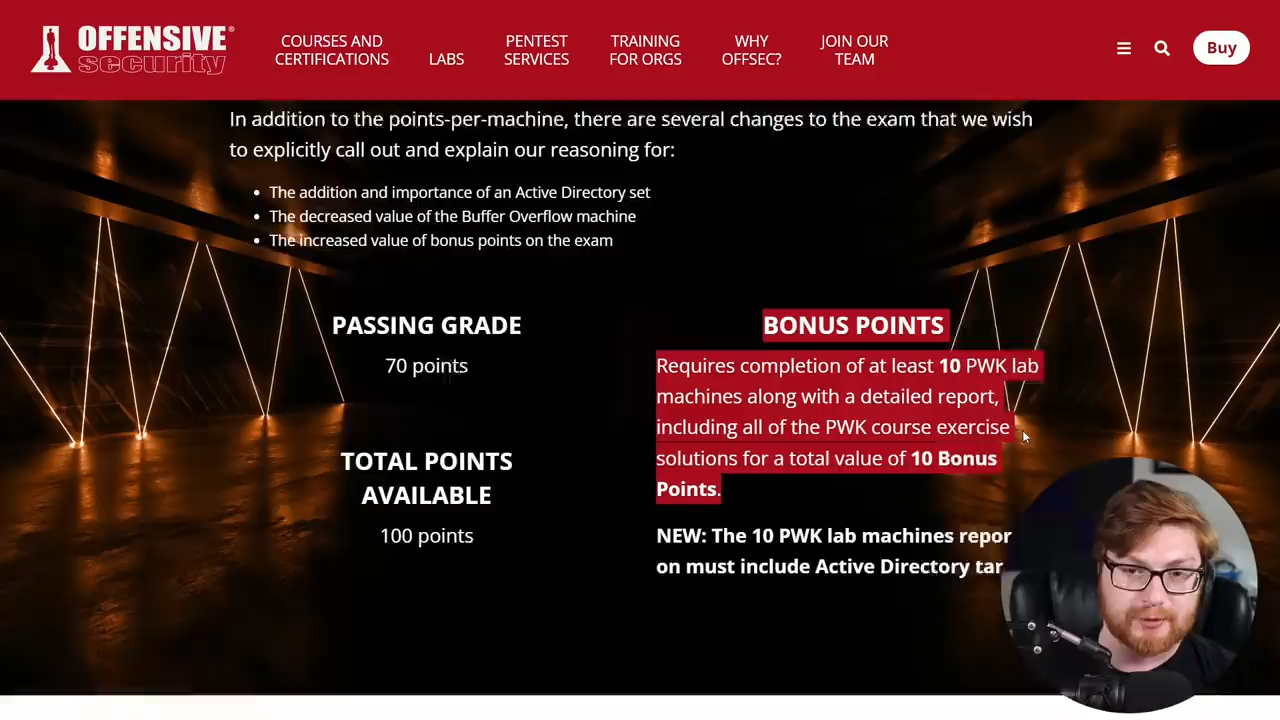 OFFENSIVE
security
COURSES AND
CERTIFICATIONS
LABS
PENTEST
SERVICES
TRAINING
FOR ORGS
WHY
OFFSEC?
JOIN OUR
TEAM
Buy
In addition to the points-per-machine, there are several changes to the exam that we wish
to explicitly call out and explain our reasoning for:
• The addition and importance of an Active Directory set
• The decreased value of the Buffer Overflow machine
• The increased value of bonus points on the exam
PASSING GRADE
70 points
TOTAL POINTS
AVAILABLE
100 points
BONUS POINTS
Requires completion of at least 10 PWK lab
machines along with a detailed report,
including all of the PWK course exercise
solutions for a total value of 10 Bonus
Points.
NEW: The 10 PWK lab machines repor
on must include Active Directory tar